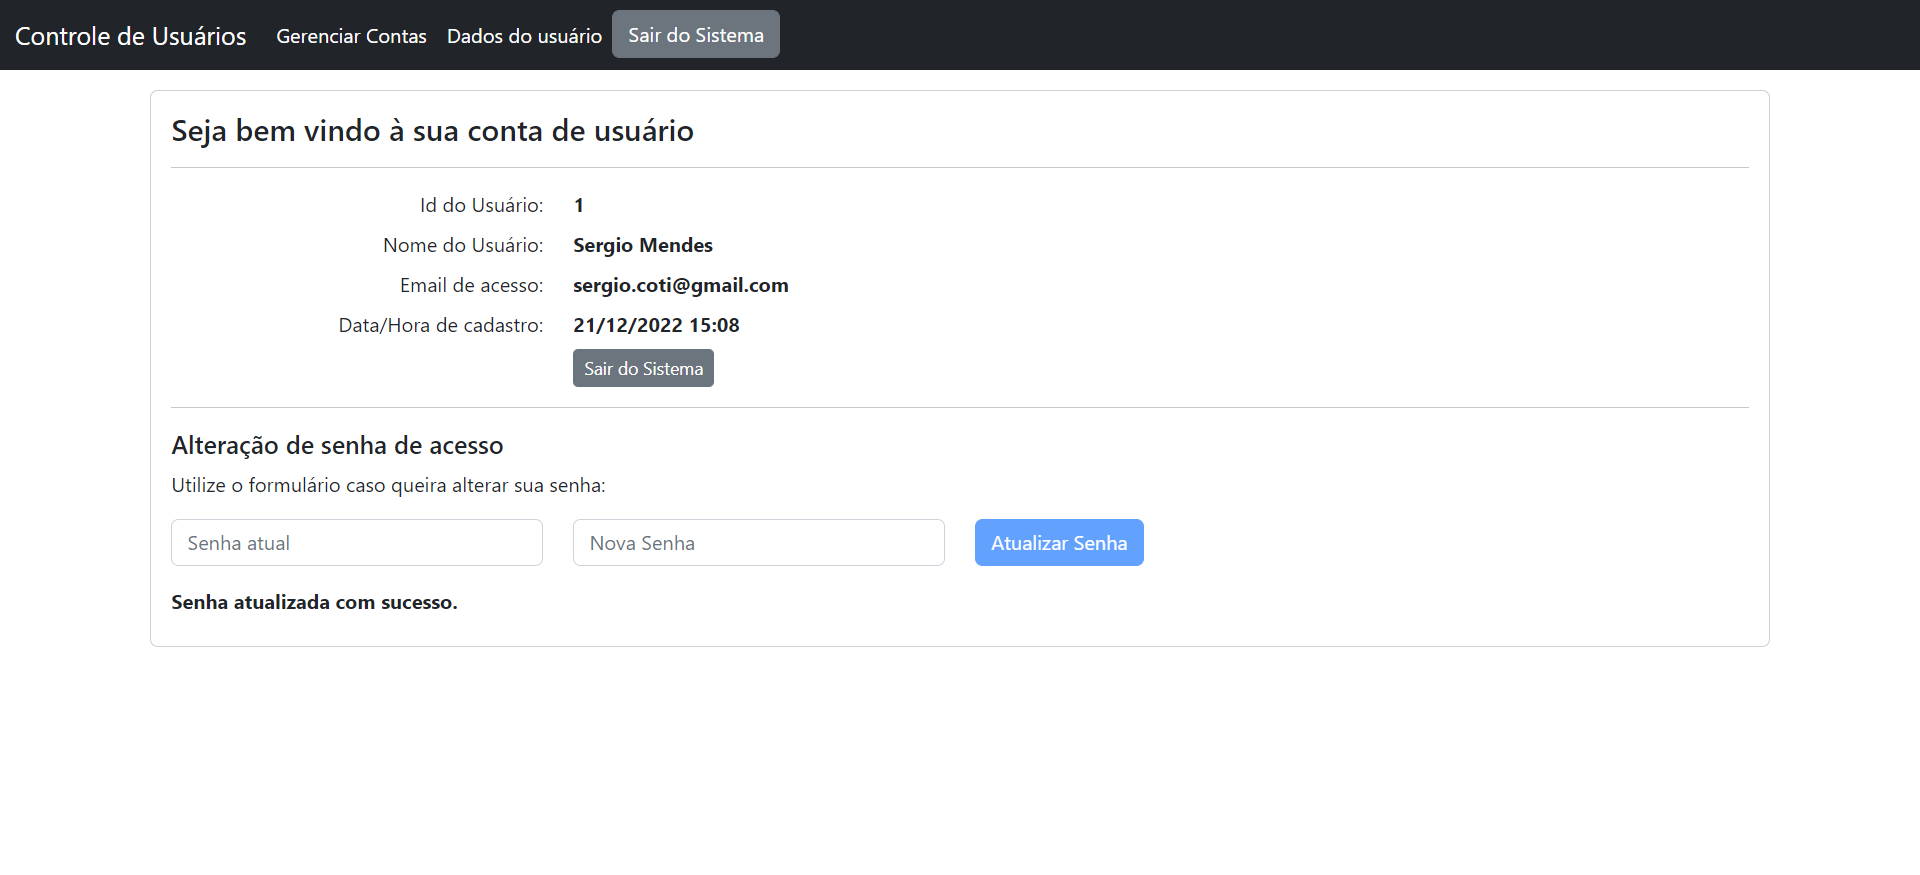 Controle de Usuários Gerenciar Contas Dados do usuário Sair do Sistema
Seja bem vindo à sua conta de usuário
Id do Usuário: 1
Nome do Usuário: Sergio Mendes
Email de acesso: sergio.coti@gmail.com
Data/Hora de cadastro: 21/12/2022 15:08
Sair do Sistema
Alteração de senha de acesso
Utilize o formulário caso queira alterar sua senha:
Senha atual Nova Senha Atualizar Senha
Senha atualizada com sucesso.